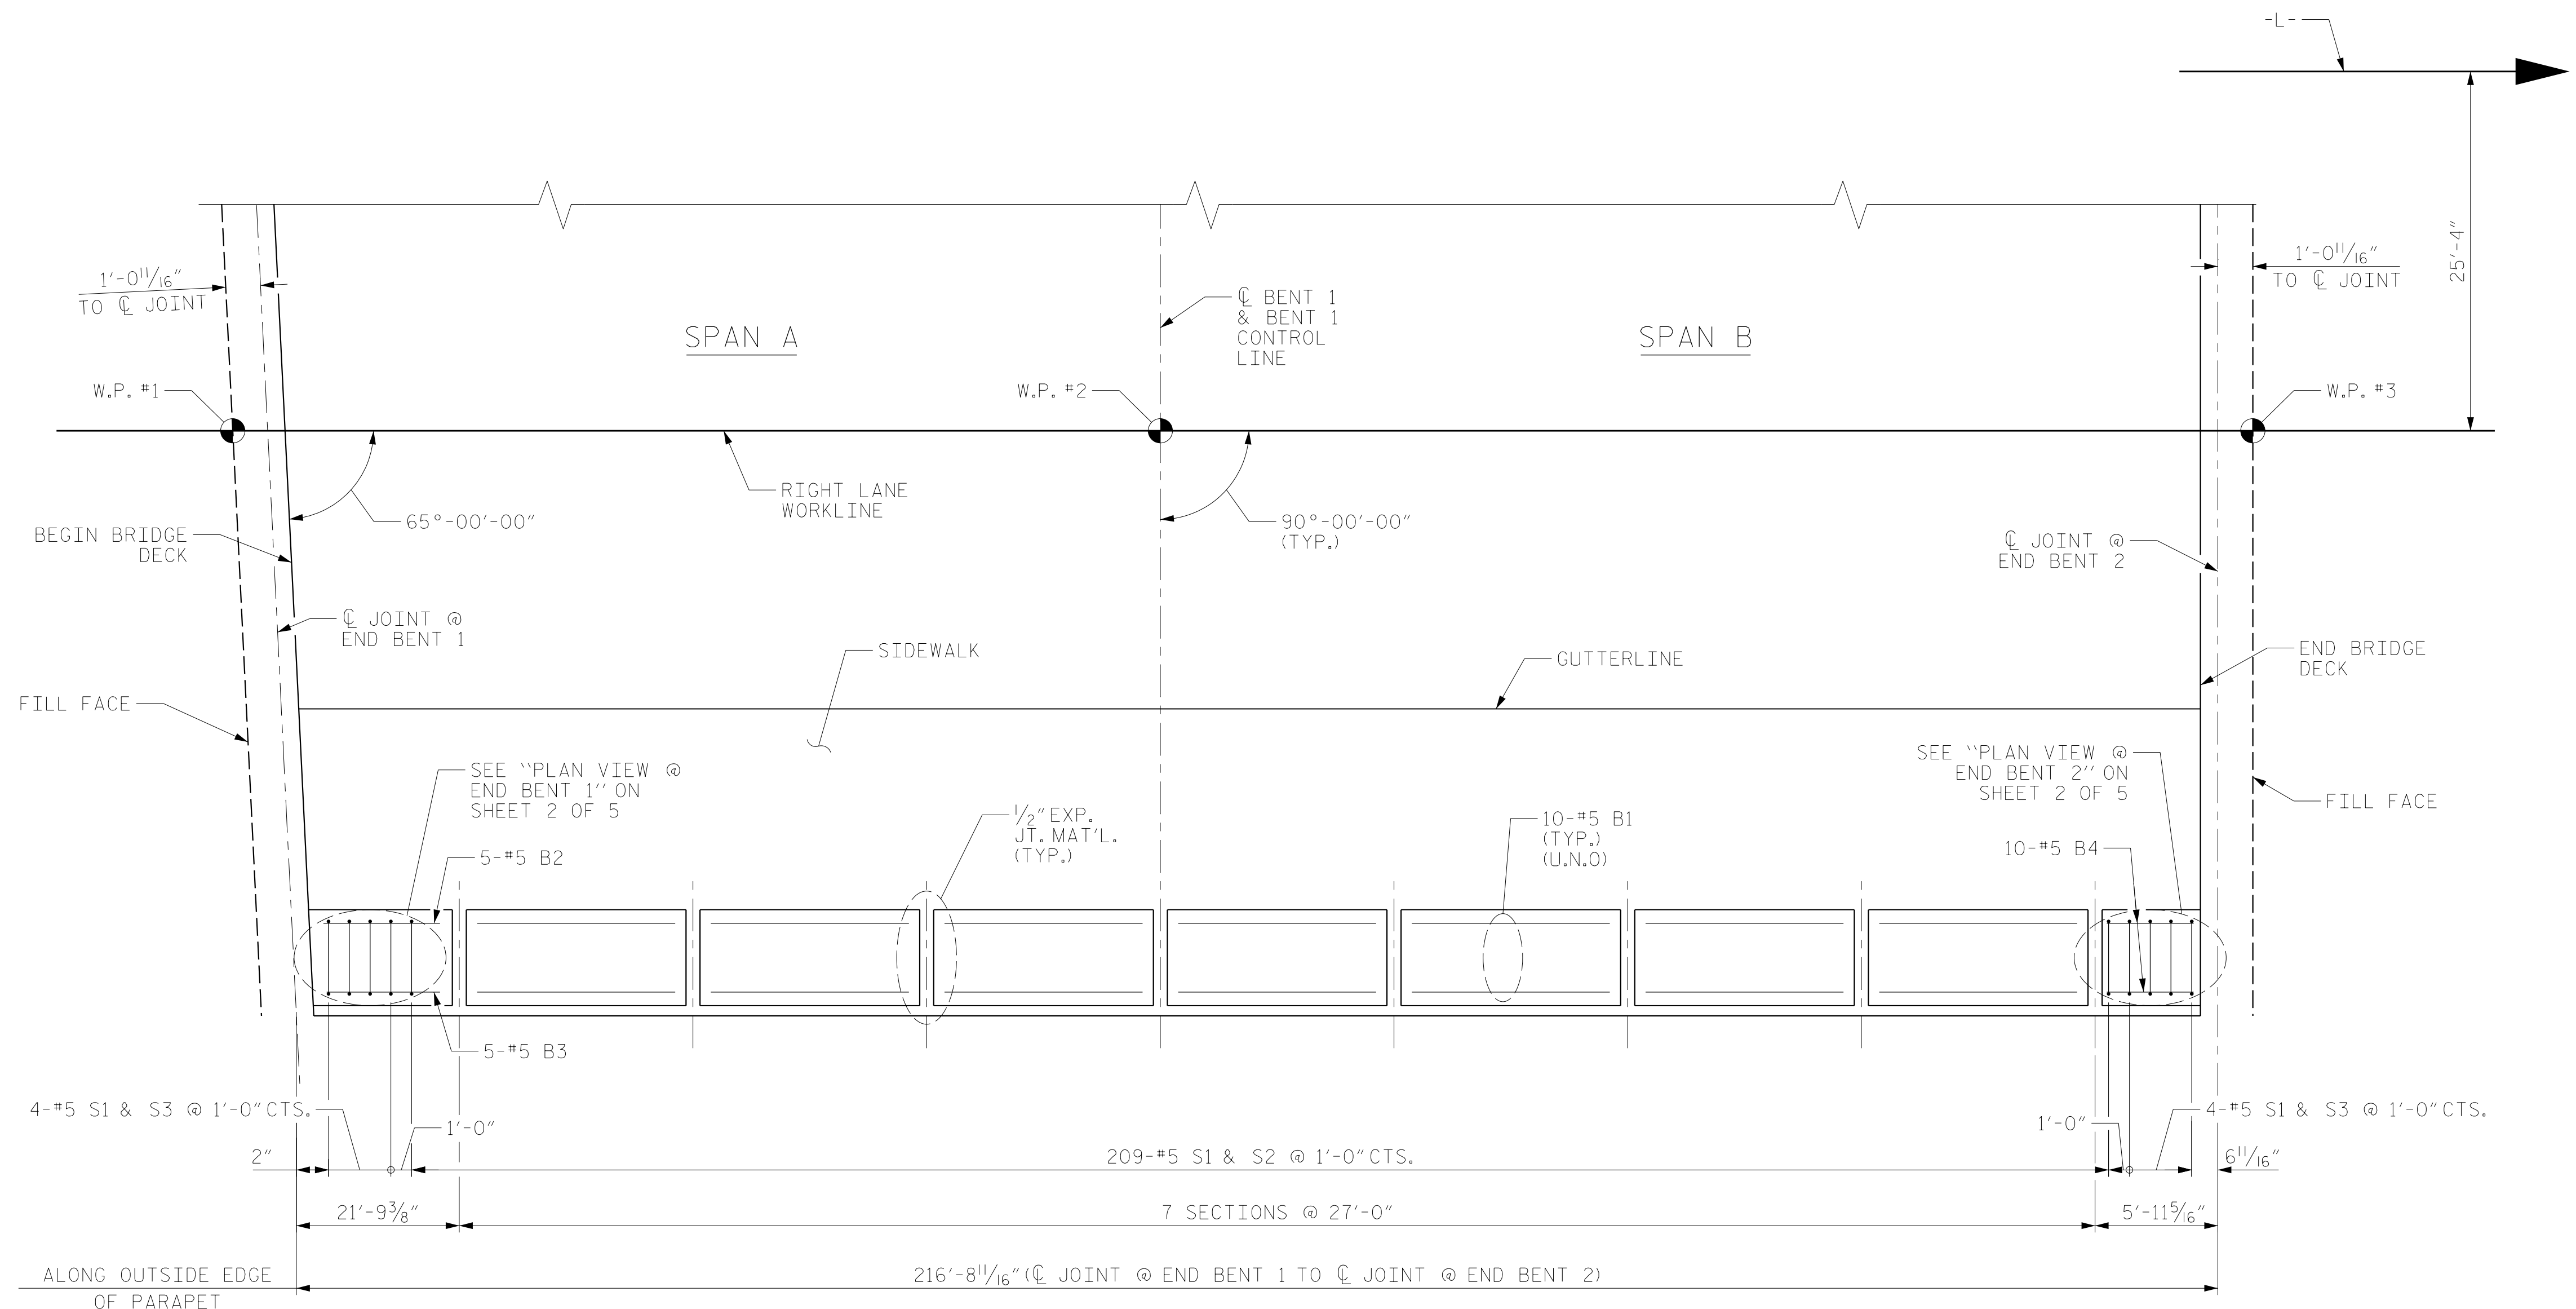 -L-
25'-4"
1'-0 11/16"
TO ℄ JOINT
1'-0 11/16"
TO ℄ JOINT
℄ BENT 1
& BENT 1
CONTROL
LINE
SPAN A
SPAN B
W.P. #1
W.P. #2
W.P. #3
RIGHT LANE
WORKLINE
65°-00'-00"
90°-00'-00"
(TYP.)
BEGIN BRIDGE
DECK
℄ JOINT @
END BENT 2
℄ JOINT @
END BENT 1
SIDEWALK
GUTTERLINE
END BRIDGE
DECK
FILL FACE
SEE ``PLAN VIEW @
END BENT 1'' ON
SHEET 2 OF 5
SEE ``PLAN VIEW @
END BENT 2'' ON
SHEET 2 OF 5
FILL FACE
1/2" EXP.
JT. MAT'L.
(TYP.)
10-#5 B1
(TYP.)
(U.N.O)
5-#5 B2
10-#5 B4
5-#5 B3
4-#5 S1 & S3 @ 1'-0" CTS.
1'-0"
1'-0"
4-#5 S1 & S3 @ 1'-0" CTS.
2"
209-#5 S1 & S2 @ 1'-0" CTS.
6 11/16"
21'-9 3/8"
7 SECTIONS @ 27'-0"
5'-11 5/16"
ALONG OUTSIDE EDGE
OF PARAPET
216'-8 11/16" (℄ JOINT @ END BENT 1 TO ℄ JOINT @ END BENT 2)